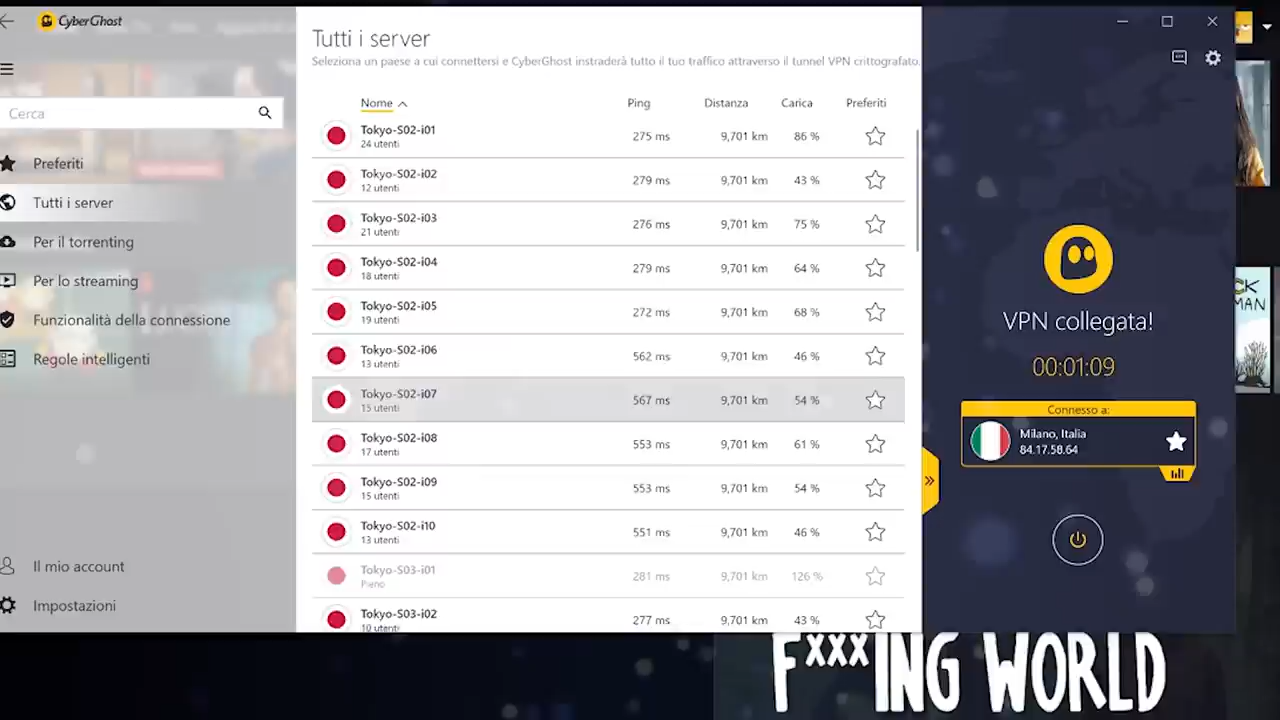 CyberGhost
Cerca
Preferiti
Tutti i server
Per il torrenting
Per lo streaming
Funzionalità della connessione
Regole intelligenti
Il mio account
Impostazioni
Tutti i server
Seleziona un paese a cui connettersi e CyberGhost instraderà tutto il tuo traffico attraverso il tunnel VPN crittografato.
Nome Ping Distanza Carica Preferiti
Tokyo-S02-i01 275 ms 9,701 km 86 %
24 utenti
Tokyo-S02-i02 279 ms 9,701 km 43 %
12 utenti
Tokyo-S02-i03 276 ms 9,701 km 75 %
21 utenti
Tokyo-S02-i04 279 ms 9,701 km 64 %
18 utenti
Tokyo-S02-i05 272 ms 9,701 km 68 %
19 utenti
Tokyo-S02-i06 562 ms 9,701 km 46 %
13 utenti
Tokyo-S02-i07 567 ms 9,701 km 54 %
15 utenti
Tokyo-S02-i08 553 ms 9,701 km 61 %
17 utenti
Tokyo-S02-i09 553 ms 9,701 km 54 %
15 utenti
Tokyo-S02-i10 551 ms 9,701 km 46 %
13 utenti
Tokyo-S03-i01 281 ms 9,701 km 126 %
Pieno
Tokyo-S03-i02 277 ms 9,701 km 43 %
10 utenti
VPN collegata!
00:01:09
Connesso a:
Milano, Italia
84.17.58.64
CK
MAN
F***ING WORLD